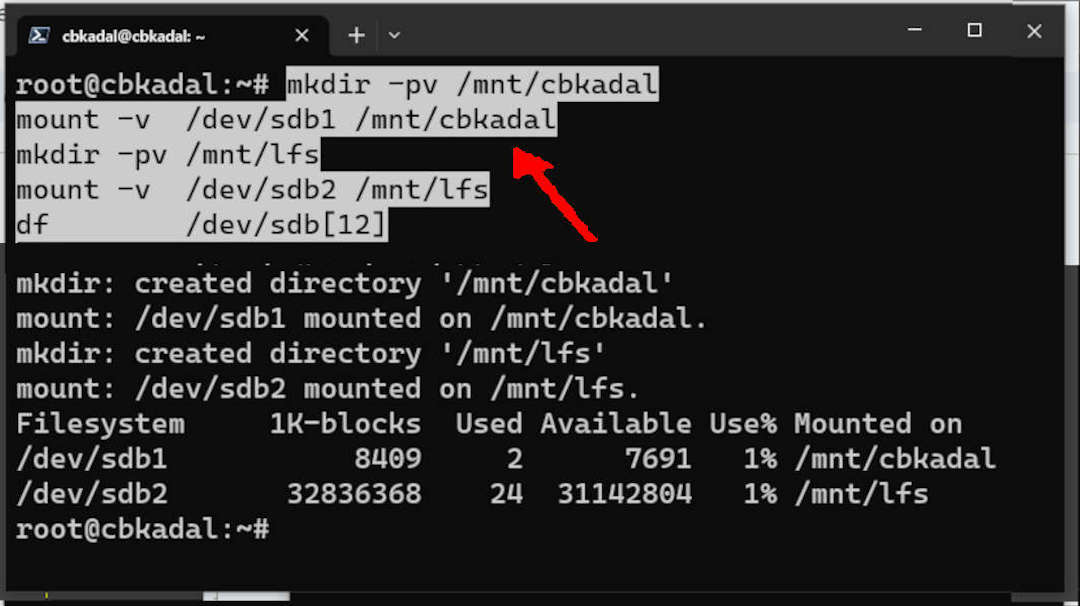 cbkadal@cbkadal: ~
root@cbkadal:~# mkdir -pv /mnt/cbkadal
mount -v  /dev/sdb1 /mnt/cbkadal
mkdir -pv /mnt/lfs
mount -v  /dev/sdb2 /mnt/lfs
df        /dev/sdb[12]
mkdir: created directory '/mnt/cbkadal'
mount: /dev/sdb1 mounted on /mnt/cbkadal.
mkdir: created directory '/mnt/lfs'
mount: /dev/sdb2 mounted on /mnt/lfs.
Filesystem     1K-blocks  Used Available Use% Mounted on
/dev/sdb1           8409     2      7691   1% /mnt/cbkadal
/dev/sdb2       32836368    24  31142804   1% /mnt/lfs
root@cbkadal:~#